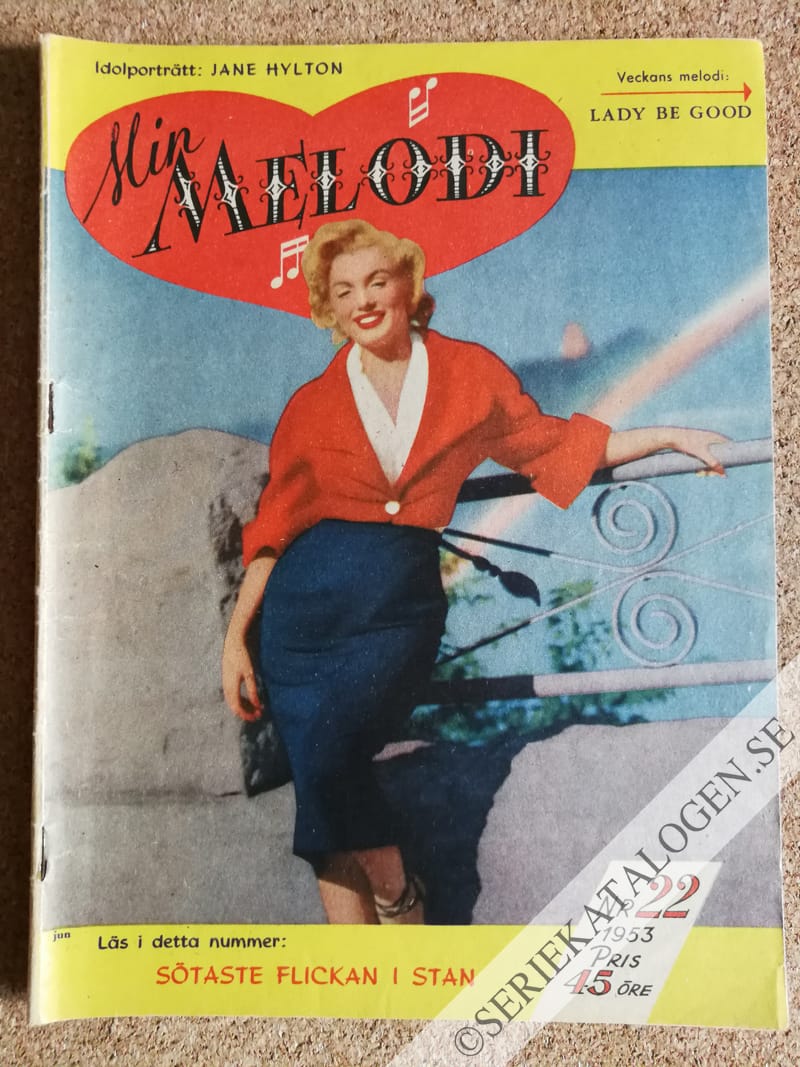 Idolporträtt: JANE HYLTON
Veckans melodi:
LADY BE GOOD
Min
MELODI
jun
Läs i detta nummer:
SÖTASTE FLICKAN I STAN
NR 22
1953
PRIS
45 ÖRE
©SERIEKATALOGEN.SE